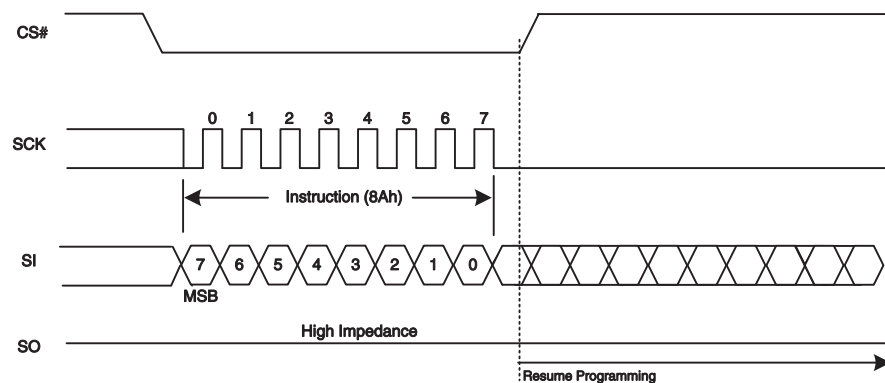 CS#
0 1 2 3 4 5 6 7
SCK
Instruction (8Ah)
SI
7 6 5 4 3 2 1 0
MSB
High Impedance
SO
Resume Programming